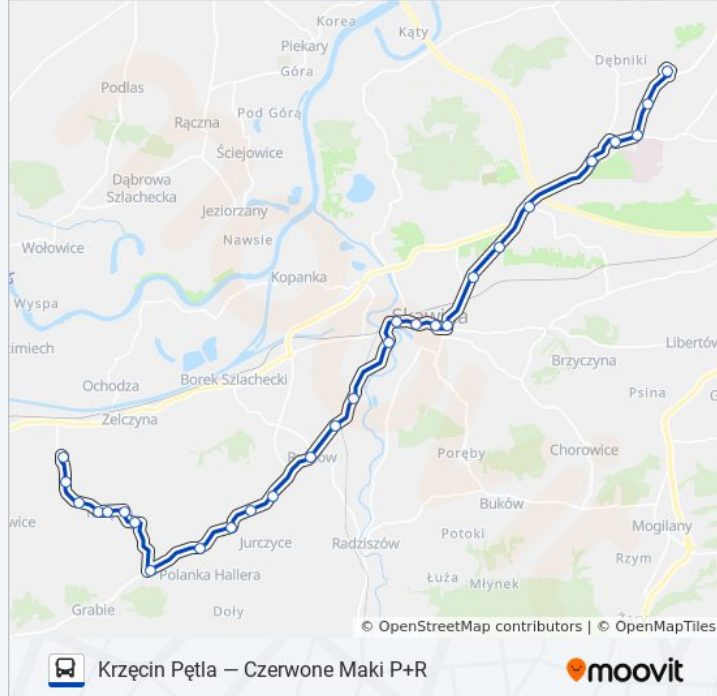 Korea
Kąty
Piekary
Góra
Dębniki
Podlas
Pod Górą
Rączna
Ściejowice
Dąbrowa
Szlachecka
Jeziorzany
Nawsie
Wołowice
Kopanka
Wyspa
Skawina
Libertów
Brzyczyna
Borek Szlachecki
Ochodza
Psina
Zelczyna
Chorowice
Poręby
Buków
Mogilany
Potoki
Jurczyce
Radziszów
Rzym
Polanka Hallera
Łuża
Młynek
Grabie
Doły
© OpenStreetMap contributors | © OpenMapTiles
Krzęcin Pętla — Czerwone Maki P+R
moovit